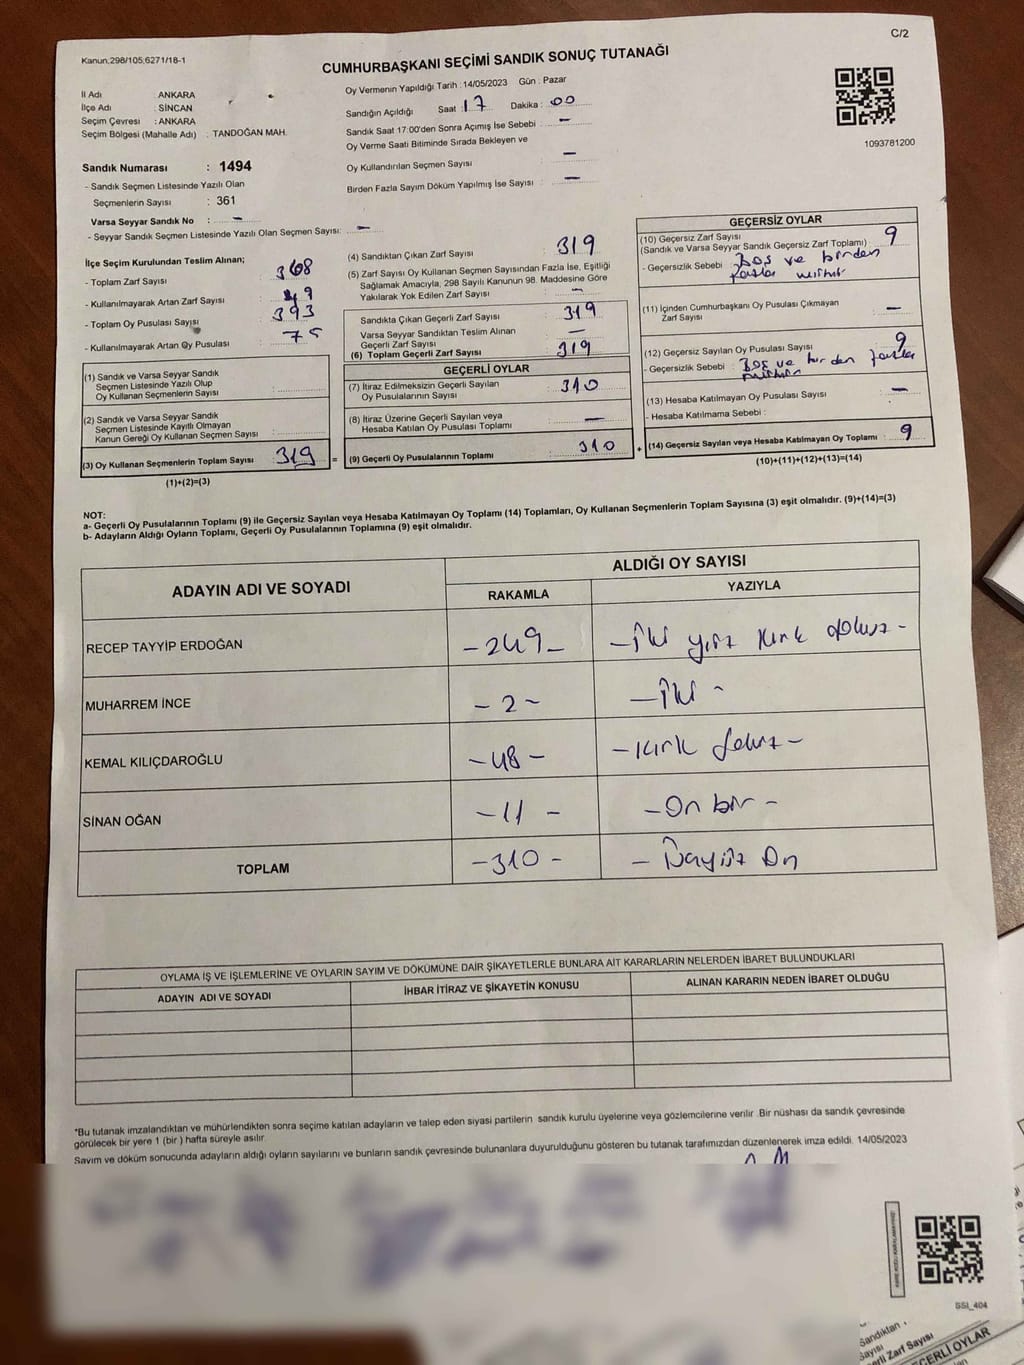 C/2
Kanun,298/105,6271/18-1
CUMHURBAŞKANI SEÇİMİ SANDIK SONUÇ TUTANAĞI
İl Adı : ANKARA
İlçe Adı : SİNCAN
Seçim Çevresi : ANKARA
Seçim Bölgesi (Mahalle Adı) : TANDOĞAN MAH.
Oy Vermenin Yapıldığı Tarih : 14/05/2023 Gün : Pazar
Sandığın Açıldığı Saat : 17 Dakika : 00
Sandık Saat 17:00'den Sonra Açımış İse Sebebi : -
Oy Verme Saati Bitiminde Sırada Bekleyen ve
Oy Kullandırılan Seçmen Sayısı : -
Birden Fazla Sayım Döküm Yapılmış İse Sayısı : -
1093781200
Sandık Numarası : 1494
- Sandık Seçmen Listesinde Yazılı Olan
Seçmenlerin Sayısı : 361
Varsa Seyyar Sandık No : -
- Seyyar Sandık Seçmen Listesinde Yazılı Olan Seçmen Sayısı: -
İlçe Seçim Kurulundan Teslim Alınan;
- Toplam Zarf Sayısı : 368
- Kullanılmayarak Artan Zarf Sayısı : 49
- Toplam Oy Pusulası Sayısı : 393
- Kullanılmayarak Artan Oy Pusulası : 75
(1) Sandık ve Varsa Seyyar Sandık
Seçmen Listesinde Yazılı Olup
Oy Kullanan Seçmenlerin Sayısı :
(2) Sandık ve Varsa Seyyar Sandık
Seçmen Listesinde Kayıtlı Olmayan
Kanun Gereği Oy Kullanan Seçmen Sayısı :
(3) Oy Kullanan Seçmenlerin Toplam Sayısı : 319 =
(1)+(2)=(3)
(4) Sandıktan Çıkan Zarf Sayısı : 319
(5) Zarf Sayısı Oy Kullanan Seçmen Sayısından Fazla İse, Eşitliği
Sağlamak Amacıyla, 298 Sayılı Kanunun 98. Maddesine Göre
Yakılarak Yok Edilen Zarf Sayısı : -
Sandıkta Çıkan Geçerli Zarf Sayısı : 319
Varsa Seyyar Sandıktan Teslim Alınan
Geçerli Zarf Sayısı : -
(6) Toplam Geçerli Zarf Sayısı : 319
GEÇERLİ OYLAR
(7) İtiraz Edilmeksizin Geçerli Sayılan
Oy Pusulasının Sayısı : 310
(8) İtiraz Üzerine Geçerli Sayılan veya
Hesaba Katılan Oy Pusulası Toplamı : -
(9) Geçerli Oy Pusulalarının Toplamı : 310 +
GEÇERSİZ OYLAR
(10) Geçersiz Zarf Sayısı
(Sandık ve Varsa Seyyar Sandık Geçersiz Zarf Toplamı) : 9
- Geçersizlik Sebebi : Boş ve birden
fazla mühür
(11) İçinden Cumhurbaşkanı Oy Pusulası Çıkmayan
Zarf Sayısı : -
(12) Geçersiz Sayılan Oy Pusulası Sayısı : 9
- Geçersizlik Sebebi : Boş ve birden fazla
mühür
(13) Hesaba Katılmayan Oy Pusulası Sayısı : -
- Hesaba Katılmama Sebebi :
(14) Geçersiz Sayılan veya Hesaba Katılmayan Oy Toplamı : 9
(10)+(11)+(12)+(13)=(14)
NOT:
a- Geçerli Oy Pusulalarının Toplamı (9) ile Geçersiz Sayılan veya Hesaba Katılmayan Oy Toplamı (14) Toplamları, Oy Kullanan Seçmenlerin Toplam Sayısına (3) eşit olmalıdır. (9)+(14)=(3)
b- Adayların Aldığı Oyların Toplamı, Geçerli Oy Pusulalarının Toplamına (9) eşit olmalıdır.
ADAYIN ADI VE SOYADI
ALDIĞI OY SAYISI
RAKAMLA YAZIYLA
RECEP TAYYİP ERDOĞAN -249- -İki yüz kırk dokuz-
MUHARREM İNCE -2- -İki-
KEMAL KILIÇDAROĞLU -48- -Kırk sekiz-
SİNAN OĞAN -11- -On bir-
TOPLAM -310- - Üçyüz On
OYLAMA İŞ VE İŞLEMLERİNE VE OYLARIN SAYIM VE DÖKÜMÜNE DAİR ŞİKAYETLERLE BUNLARA AİT KARARLARIN NELERDEN İBARET BULUNDUKLARI
ADAYIN ADI VE SOYADI İHBAR İTİRAZ VE ŞİKAYETİN KONUSU ALINAN KARARIN NEDEN İBARET OLDUĞU
*Bu tutanak imzalandıktan ve mühürlendikten sonra seçime katılan adayların ve talep eden siyasi partilerin sandık kurulu üyelerine veya gözlemcilerine verilir .Bir nüshası da sandık çevresinde
görülecek bir yere 1 (bir ) hafta süreyle asılır.
Sayım ve döküm sonucunda adayların aldığı oyların sayılarını ve bunların sandık çevresinde bulunanlara duyurulduğunu gösteren bu tutanak tarafımızdan düzenlenerek imza edildi. 14/05/2023
SSI_404
Sandıktan
Sayısı
rli Zarf Sayısı
EÇERLİ OYLAR